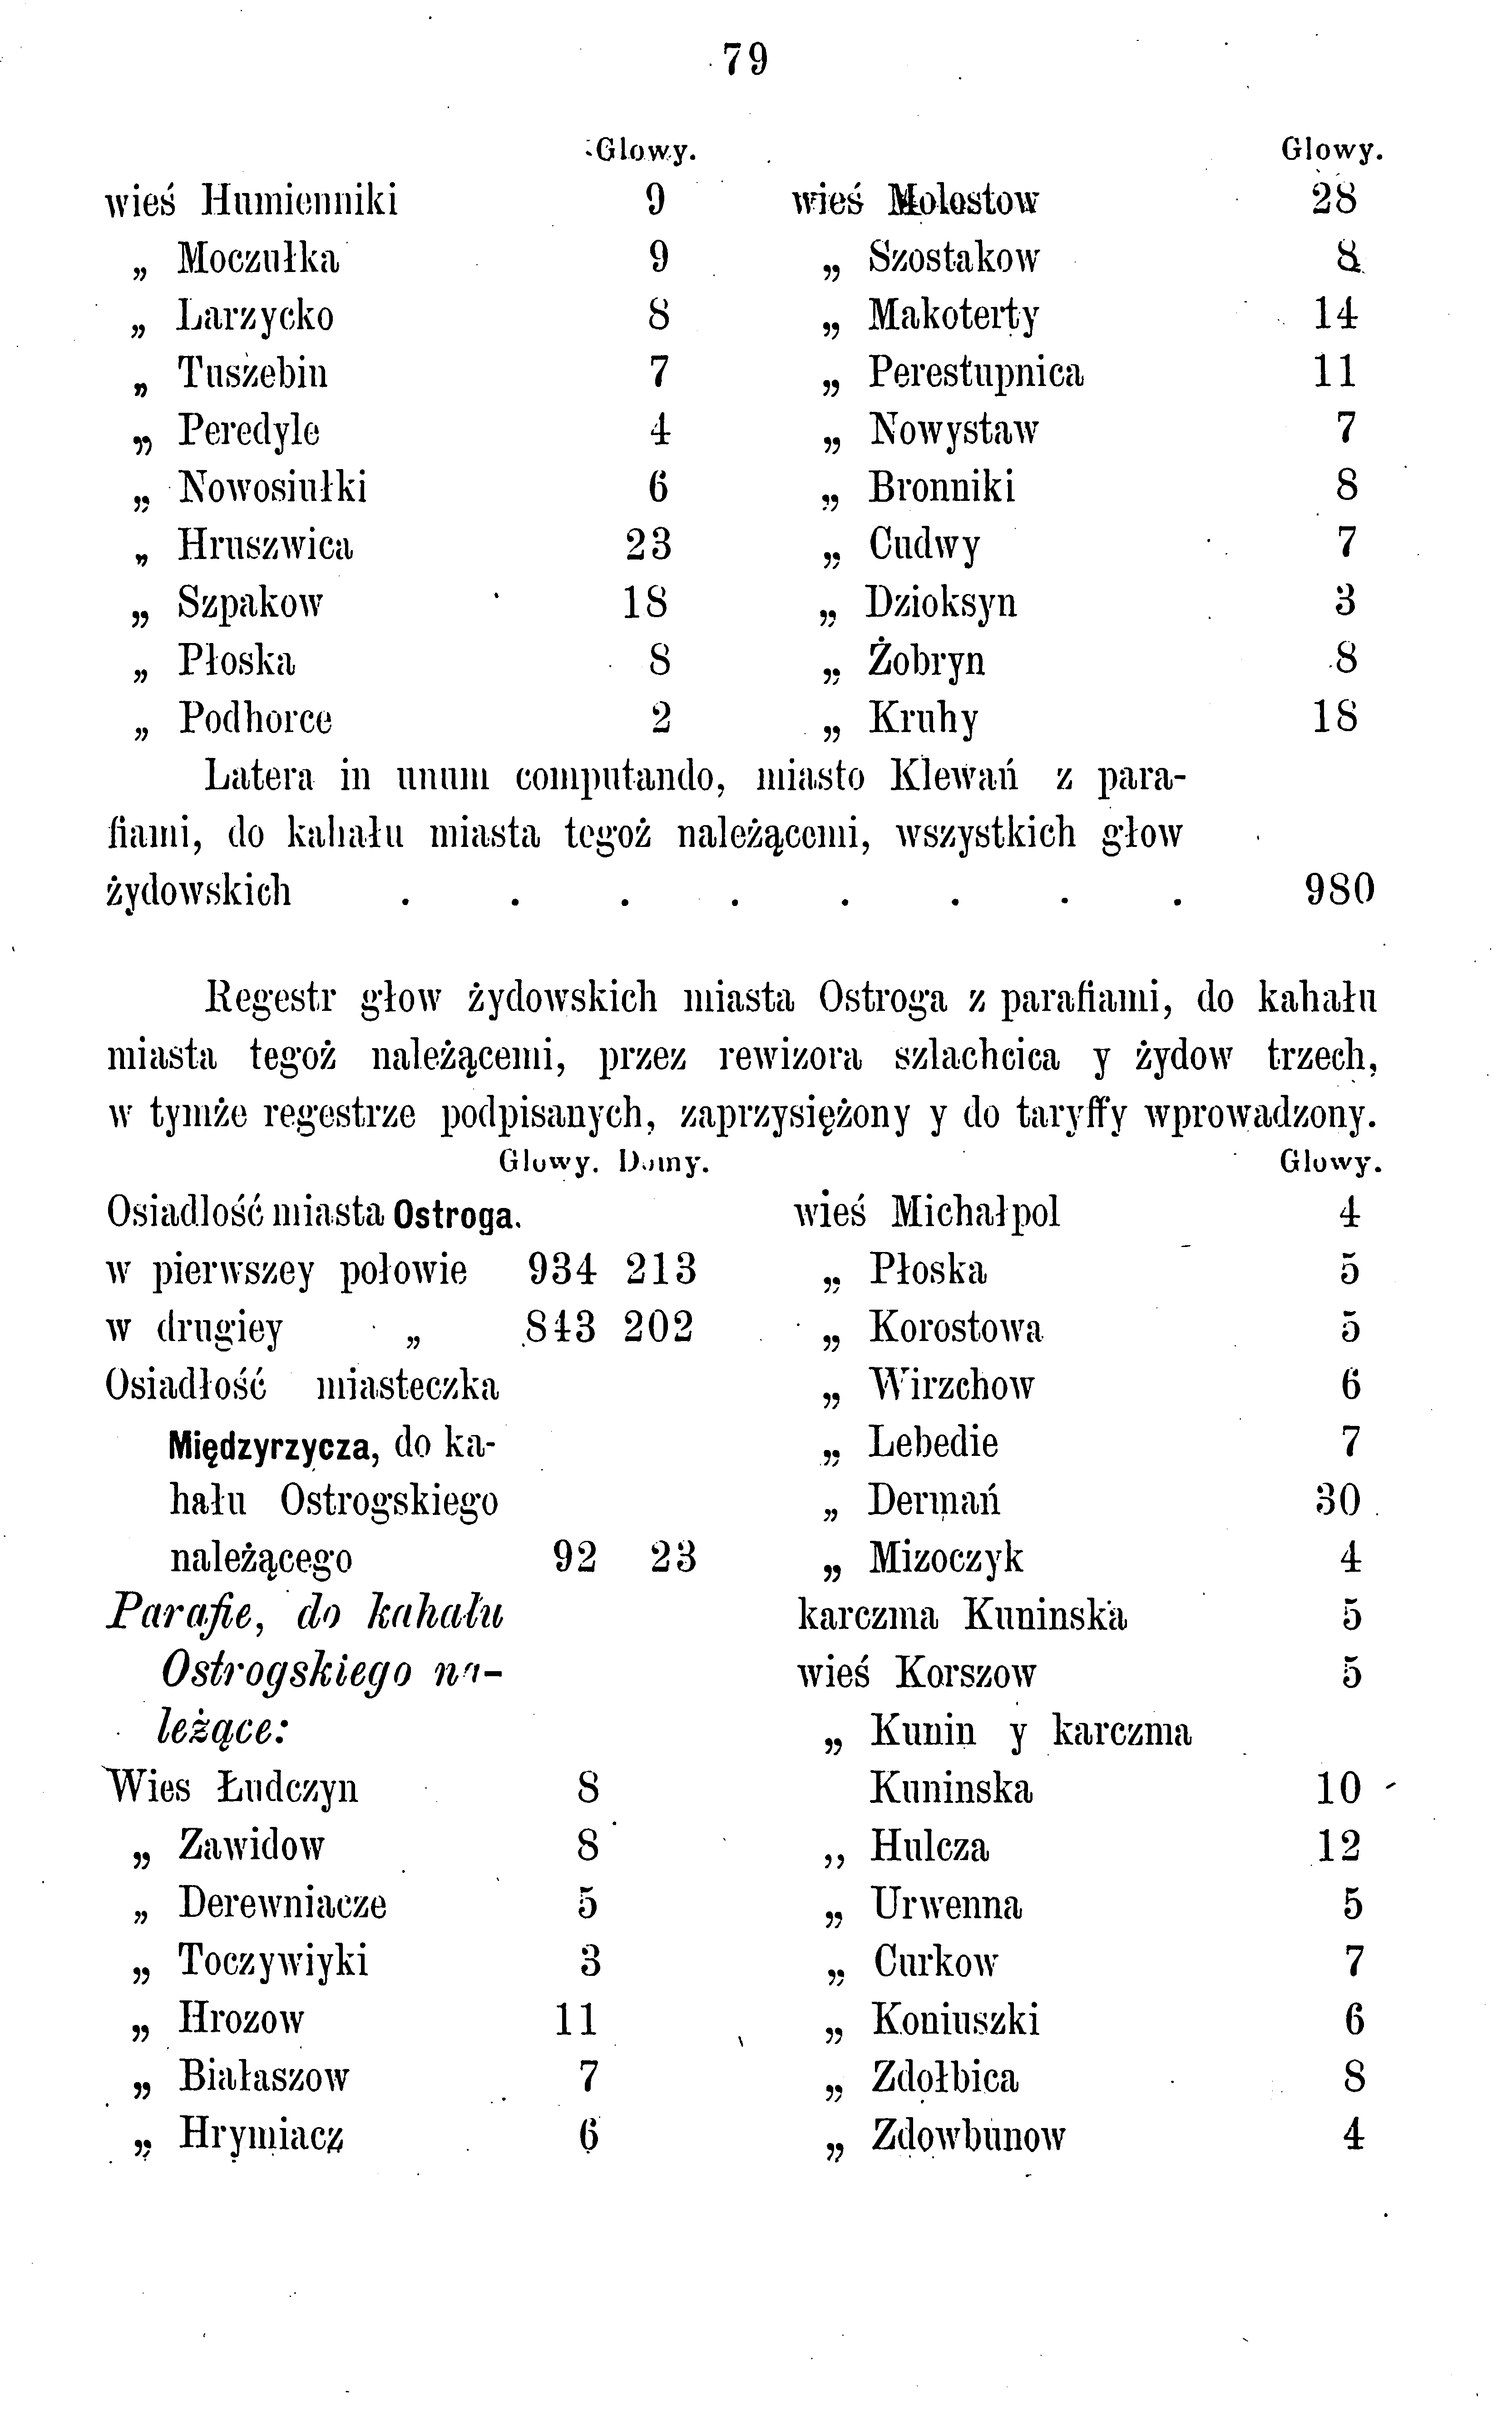 79
Glowy.
wieś Humienniki 9
„ Moczułka 9
„ Larzycko 8
„ Tuszebin 7
„ Peredyle 4
„ Nowosiułki 6
„ Hruszwica 23
„ Szpakow 18
„ Płoska 8
„ Podhorce 2
Glowy.
wieś Molostow 28
„ Szostakow 8
„ Makoterty 14
„ Perestupnica 11
„ Nowystaw 7
„ Bronniki 8
„ Cudwy 7
„ Dzioksyn 3
„ Żobryn 8
„ Kruhy 18
Latera in unum computando, miasto Klewań z para-
fiami, do kahału miasta tegoż należącemi, wszystkich głow
żydowskich . . . . . . . . 980
Regestr głow żydowskich miasta Ostroga z parafiami, do kahału
miasta tegoż należącemi, przez rewizora szlachcica y żydow trzech,
w tymże regestrze podpisanych, zaprzysiężony y do taryffy wprowadzony.
Glowy. Domy.
Osiadlość miasta Ostroga.
w pierwszey połowie 934 213
w drugiey „ 843 202
Osiadłość miasteczka
Międzyrzycza, do ka-
hału Ostrogskiego
należącego 92 23
Parafie, do kahału
Ostrogskiego na-
leżące:
Wies Łudczyn 8
„ Zawidow 8
„ Derewniacze 5
„ Toczywiyki 3
„ Hrozow 11
„ Białaszow 7
„ Hrymiacz 6
Glowy.
wieś Michałpol 4
„ Płoska 5
„ Korostowa 5
„ Wirzchow 6
„ Lebedie 7
„ Dermań 30
„ Mizoczyk 4
karczma Kuninska 5
wieś Korszow 5
„ Kunin y karczma
Kuninska 10
,, Hulcza 12
„ Urwenna 5
„ Curkow 7
„ Koniuszki 6
„ Zdołbica 8
„ Zdowbunow 4